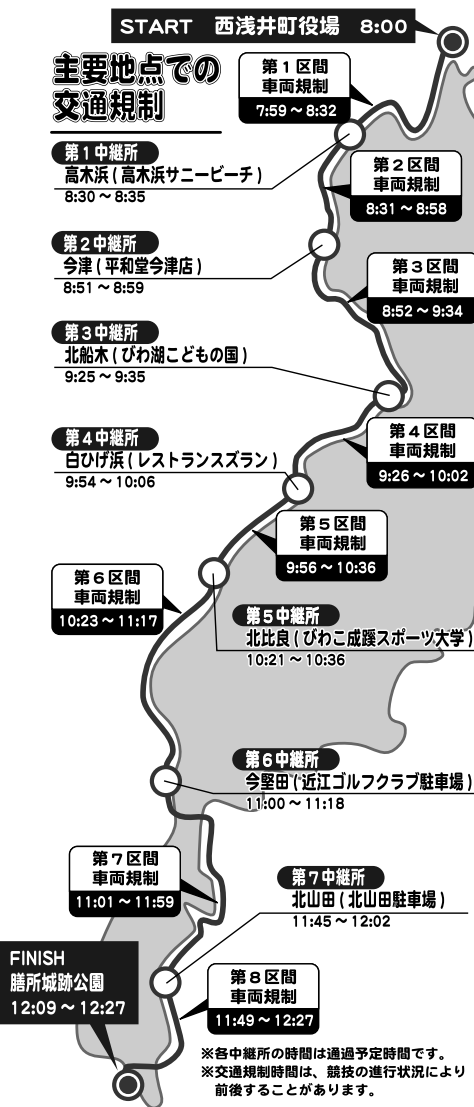 START 西浅井町役場 8:00
主要地点での
交通規制
第1区間
車両規制
7:59～8:32
第1中継所
高木浜(高木浜サニービーチ)
8:30～8:35
第2区間
車両規制
8:31～8:58
第2中継所
今津(平和堂今津店)
8:51～8:59
第3区間
車両規制
8:52～9:34
第3中継所
北船木(びわ湖こどもの国)
9:25～9:35
第4区間
車両規制
9:26～10:02
第4中継所
白ひげ浜(レストランスズラン)
9:54～10:06
第5区間
車両規制
9:56～10:36
第6区間
車両規制
10:23～11:17
第5中継所
北比良(びわこ成蹊スポーツ大学)
10:21～10:36
第6中継所
今堅田(近江ゴルフクラブ駐車場)
11:00～11:18
第7区間
車両規制
11:01～11:59
第7中継所
北山田(北山田駐車場)
11:45～12:02
FINISH
膳所城跡公園
12:09～12:27
第8区間
車両規制
11:49～12:27
※各中継所の時間は通過予定時間です。
※交通規制時間は、競技の進行状況により
前後することがあります。